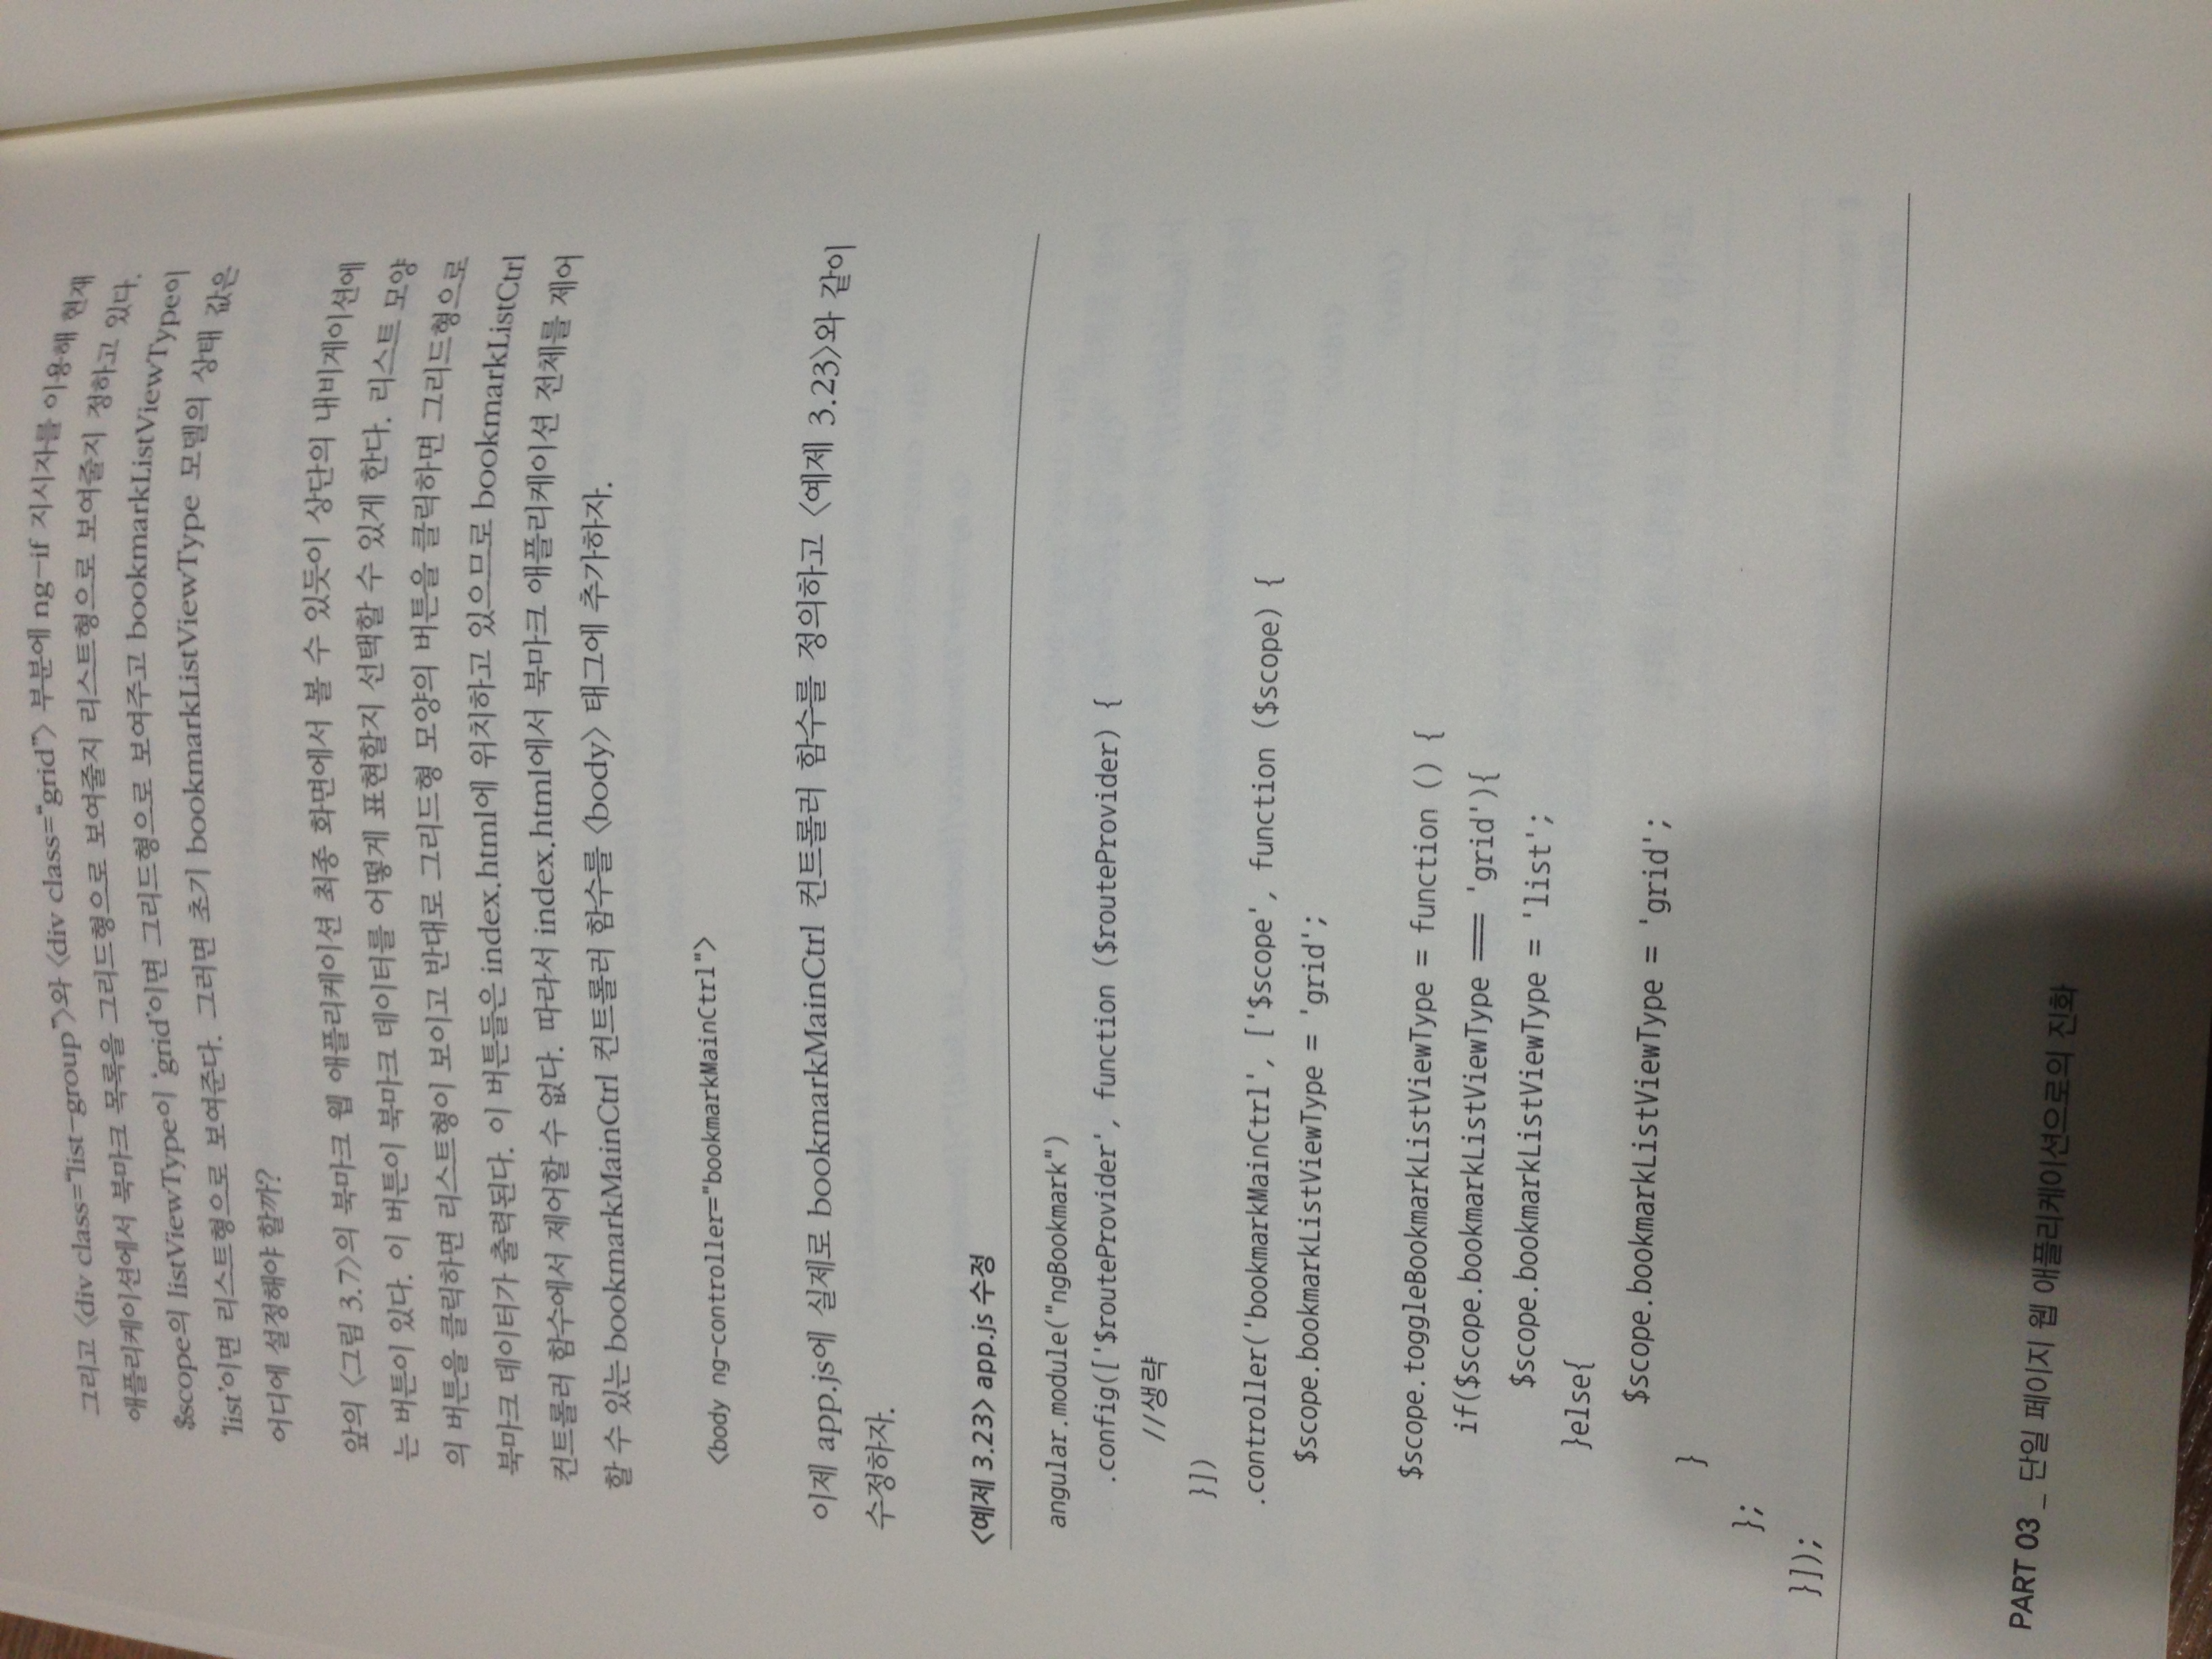 그리고 〈div class=“list-group”〉와 〈div class=“grid”〉 부분에 ng-if 지시자를 이용해 현재
애플리케이션에서 북마크 목록을 그리드형으로 보여줄지 리스트형으로 보여줄지 정하고 있다.
$scope의 listViewType이 ‘grid’이면 그리드형으로 보여주고 bookmarkListViewType이
‘list’이면 리스트형으로 보여준다. 그러면 초기 bookmarkListViewType 모델의 상태 값은
어디에 설정해야 할까?
앞의 〈그림 3.7〉의 북마크 웹 애플리케이션 최종 화면에서 볼 수 있듯이 상단의 내비게이션에
는 버튼이 있다. 이 버튼이 북마크 데이터를 어떻게 표현할지 선택할 수 있게 한다. 리스트 모양
의 버튼을 클릭하면 리스트형이 보이고 반대로 그리드형 모양의 버튼을 클릭하면 그리드형으로
북마크 데이터가 출력된다. 이 버튼들은 index.html에 위치하고 있으므로 bookmarkListCtrl
컨트롤러 함수에서 제어할 수 없다. 따라서 index.html에서 북마크 애플리케이션 전체를 제어
할 수 있는 bookmarkMainCtrl 컨트롤러 함수를 〈body〉 태그에 추가하자.
<body ng-controller="bookmarkMainCtrl">
이제 app.js에 실제로 bookmarkMainCtrl 컨트롤러 함수를 정의하고 〈예제 3.23〉와 같이
수정하자.
〈예제 3.23〉 app.js 수정
angular.module("ngBookmark")
.config(['$routeProvider', function ($routeProvider) {
//생략
}])
.controller('bookmarkMainCtrl', ['$scope', function ($scope) {
$scope.bookmarkListViewType = 'grid';
$scope.toggleBookmarkListViewType = function () {
if($scope.bookmarkListViewType === 'grid'){
$scope.bookmarkListViewType = 'list';
}else{
$scope.bookmarkListViewType = 'grid';
}
};
}]);
PART 03 _ 단일 페이지 웹 애플리케이션으로의 진화